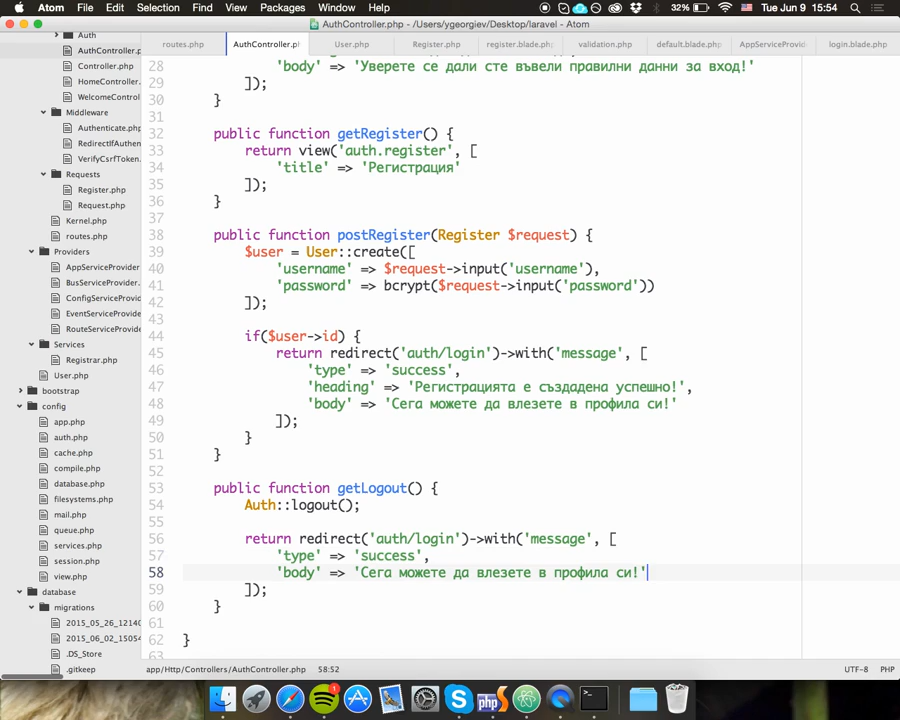 Atom File Edit Find View Selection Packages Window Help 32% Tue Jun 9 15:54
AuthController.php - /Users/ygeorgiev/Desktop/laravel - Atom
routes.php AuthController.ph User.php Register.php register.blade.ph validation.php default.blade.ph AppServiceProvid login.blade.php
Auth
AuthController.p
Controller.php
HomeController
WelcomeControl
Middleware
Authenticate.php
RedirectIfAuthen
VerifyCsrfToken.
Requests
Register.php
Request.php
Kernel.php
routes.php
Providers
AppServiceProvider
BusServiceProvider
ConfigServiceProvid
EventServiceProvide
RouteServiceProvide
Services
Registrar.php
User.php
bootstrap
config
app.php
auth.php
cache.php
compile.php
database.php
filesystems.php
mail.php
queue.php
services.php
session.php
view.php
database
migrations
2015_05_26_12140
2015_06_02_15054
.DS_Store
.gitkeep
28 'body' => 'Уверете се дали сте въвели правилни данни за вход!'
29 ]);
30 }
31
32 public function getRegister() {
33 return view('auth.register', [
34 'title' => 'Регистрация'
35 ]);
36 }
37
38 public function postRegister(Register $request) {
39 $user = User::create([
40 'username' => $request->input('username'),
41 'password' => bcrypt($request->input('password'))
42 ]);
43
44 if($user->id) {
45 return redirect('auth/login')->with('message', [
46 'type' => 'success',
47 'heading' => 'Регистрацията е създадена успешно!',
48 'body' => 'Сега можете да влезете в профила си!'
49 ]);
50 }
51 }
52
53 public function getLogout() {
54 Auth::logout();
55
56 return redirect('auth/login')->with('message', [
57 'type' => 'success',
58 'body' => 'Сега можете да влезете в профила си!'
59 ]);
60 }
61
62 }
63
app/Http/Controllers/AuthController.php 58:52 UTF-8 PHP
1
php